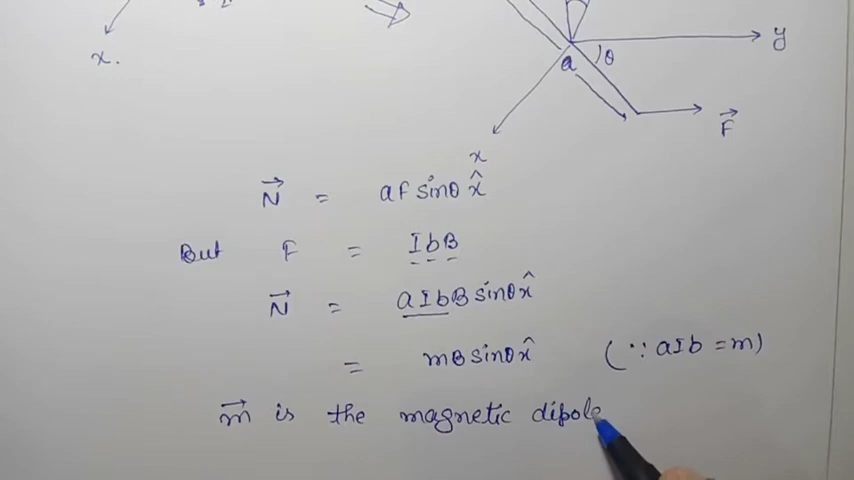 x.
y
a
θ
F⃗
x
N⃗ = aF sinθ x̂
But F = IbB
N⃗ = aIbB sinθ x̂
= mB sinθ x̂ (∵ aIb = m)
m⃗ is the magnetic dipole